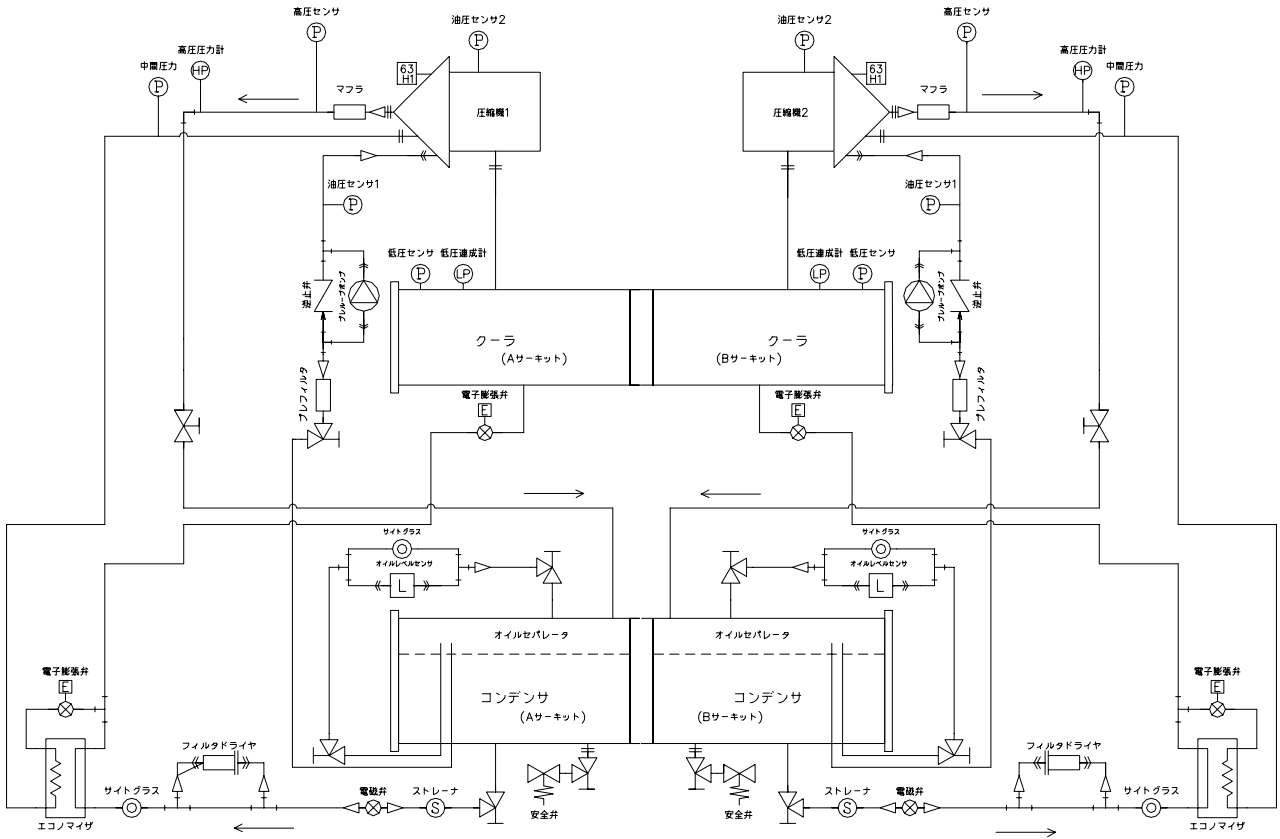 高圧センサ
油圧センサ2
油圧センサ2
高圧センサ
P
P
P
P
高圧圧力計
高圧圧力計
中間圧力
HP
63
H1
63
H1
HP
中間圧力
P
P
マフラ
圧縮機1
圧縮機2
マフラ
油圧センサ1
油圧センサ1
P
P
低圧センサ
低圧連成計
低圧連成計
低圧センサ
P
LP
LP
P
逆止弁
プレルーブポンプ
プレルーブポンプ
逆止弁
クーラ
(Aサーキット)
クーラ
(Bサーキット)
プレフィルタ
プレフィルタ
電子膨張弁
E
電子膨張弁
E
サイトグラス
サイトグラス
オイルレベルセンサ
オイルレベルセンサ
L
L
オイルセパレータ
オイルセパレータ
コンデンサ
(Aサーキット)
コンデンサ
(Bサーキット)
電子膨張弁
E
電子膨張弁
E
フィルタドライヤ
フィルタドライヤ
サイトグラス
電磁弁
ストレーナ
S
安全弁
安全弁
ストレーナ
S
電磁弁
サイトグラス
エコノマイザ
エコノマイザ